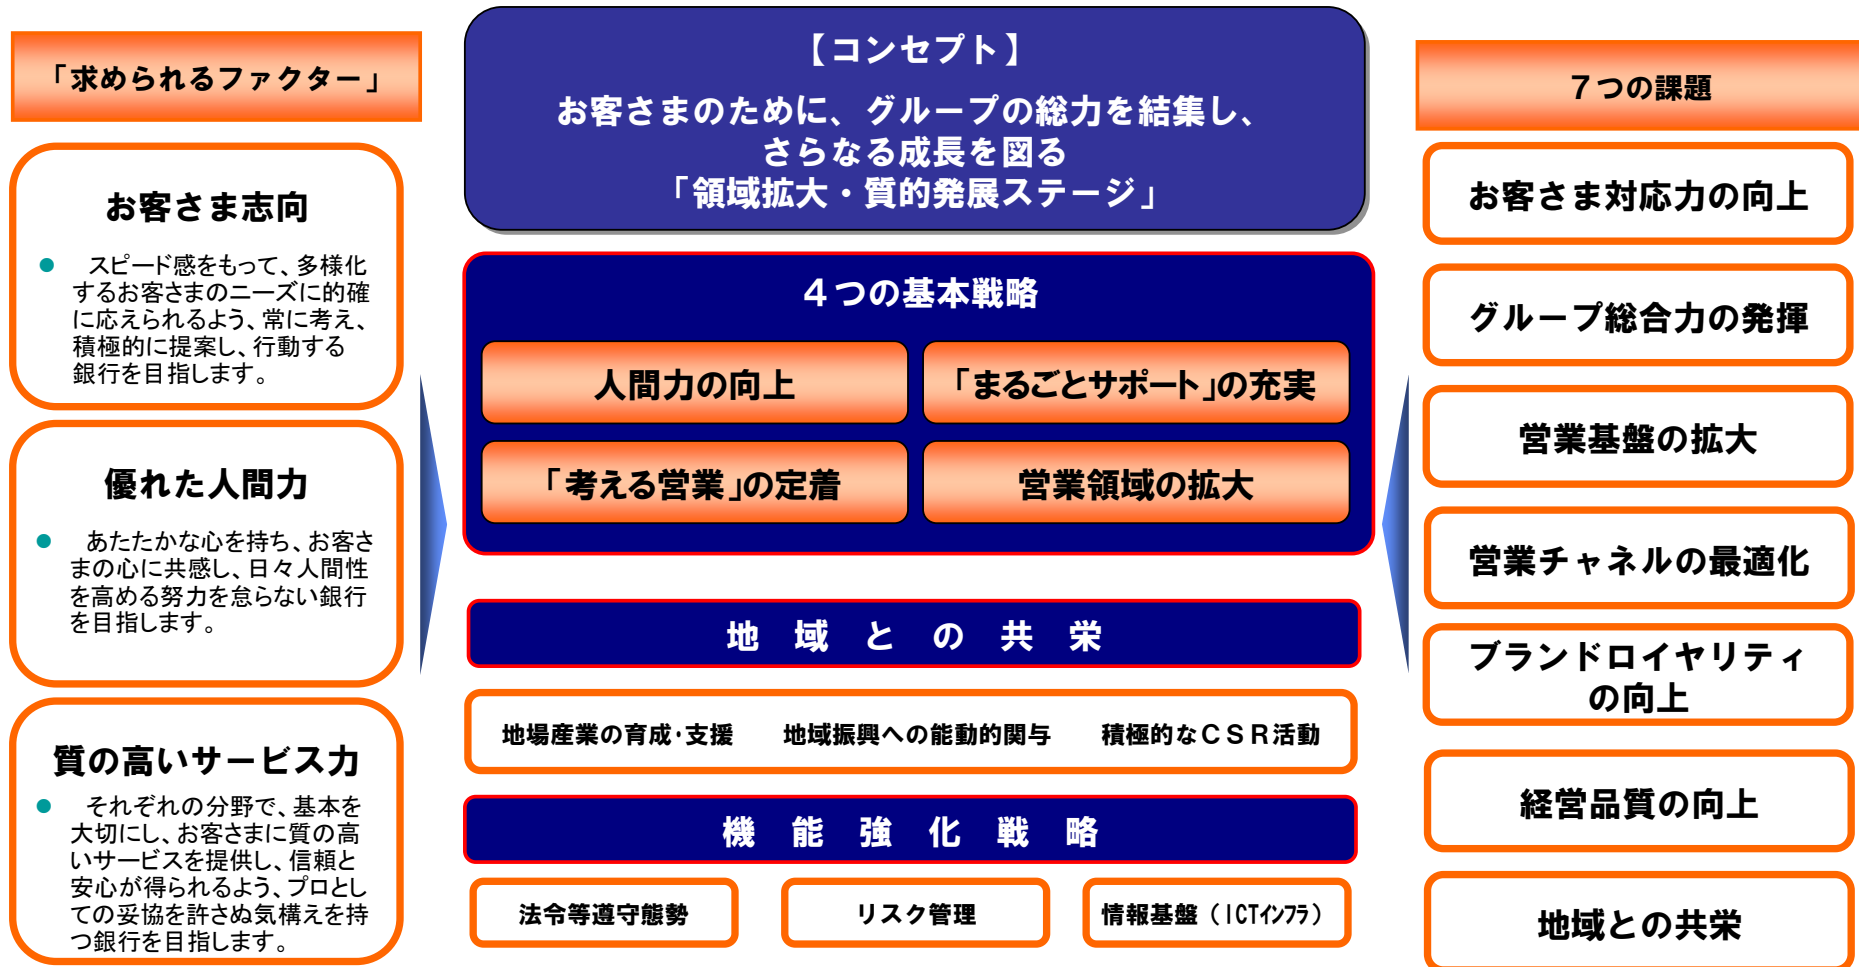 「求められるファクター」
お客さま志向
● スピード感をもって、多様化
するお客さまのニーズに的確
に応えられるよう、常に考え、
積極的に提案し、行動する
銀行を目指します。
優れた人間力
● あたたかな心を持ち、お客さ
まの心に共感し、日々人間性
を高める努力を怠らない銀行
を目指します。
質の高いサービス力
● それぞれの分野で、基本を
大切にし、お客さまに質の高
いサービスを提供し、信頼と
安心が得られるよう、プロとし
ての妥協を許さぬ気構えを持
つ銀行を目指します。
【コンセプト】
お客さまのために、グループの総力を結集し、
さらなる成長を図る
「領域拡大・質的発展ステージ」
４つの基本戦略
人間力の向上
「まるごとサポート」の充実
「考える営業」の定着
営業領域の拡大
地域との共栄
地場産業の育成・支援 地域振興への能動的関与 積極的なＣＳＲ活動
機能強化戦略
法令等遵守態勢
リスク管理
情報基盤（ICTｲﾝﾌﾗ）
７つの課題
お客さま対応力の向上
グループ総合力の発揮
営業基盤の拡大
営業チャネルの最適化
ブランドロイヤリティ
の向上
経営品質の向上
地域との共栄